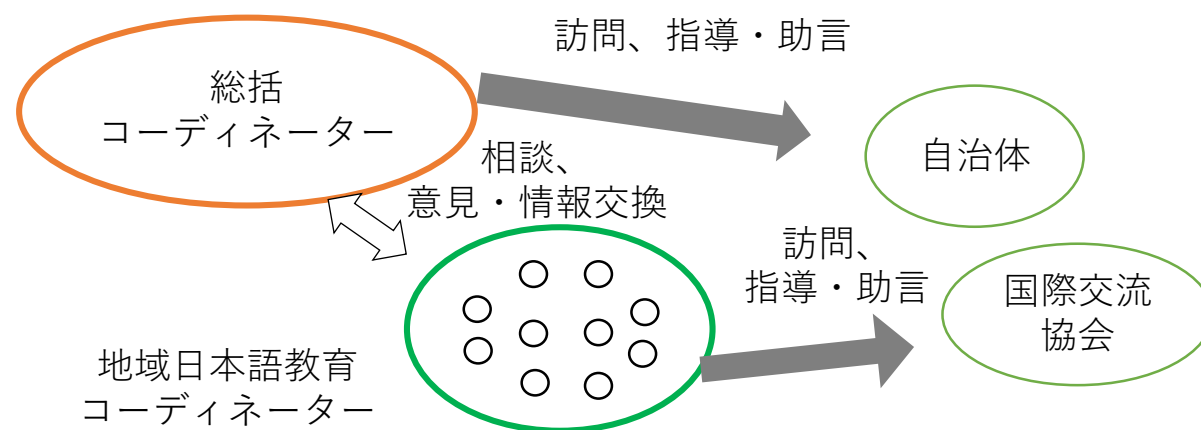 訪問、指導・助言
総括
コーディネーター
自治体
相談、
意見・情報交換
訪問、
指導・助言
国際交流
協会
地域日本語教育
コーディネーター